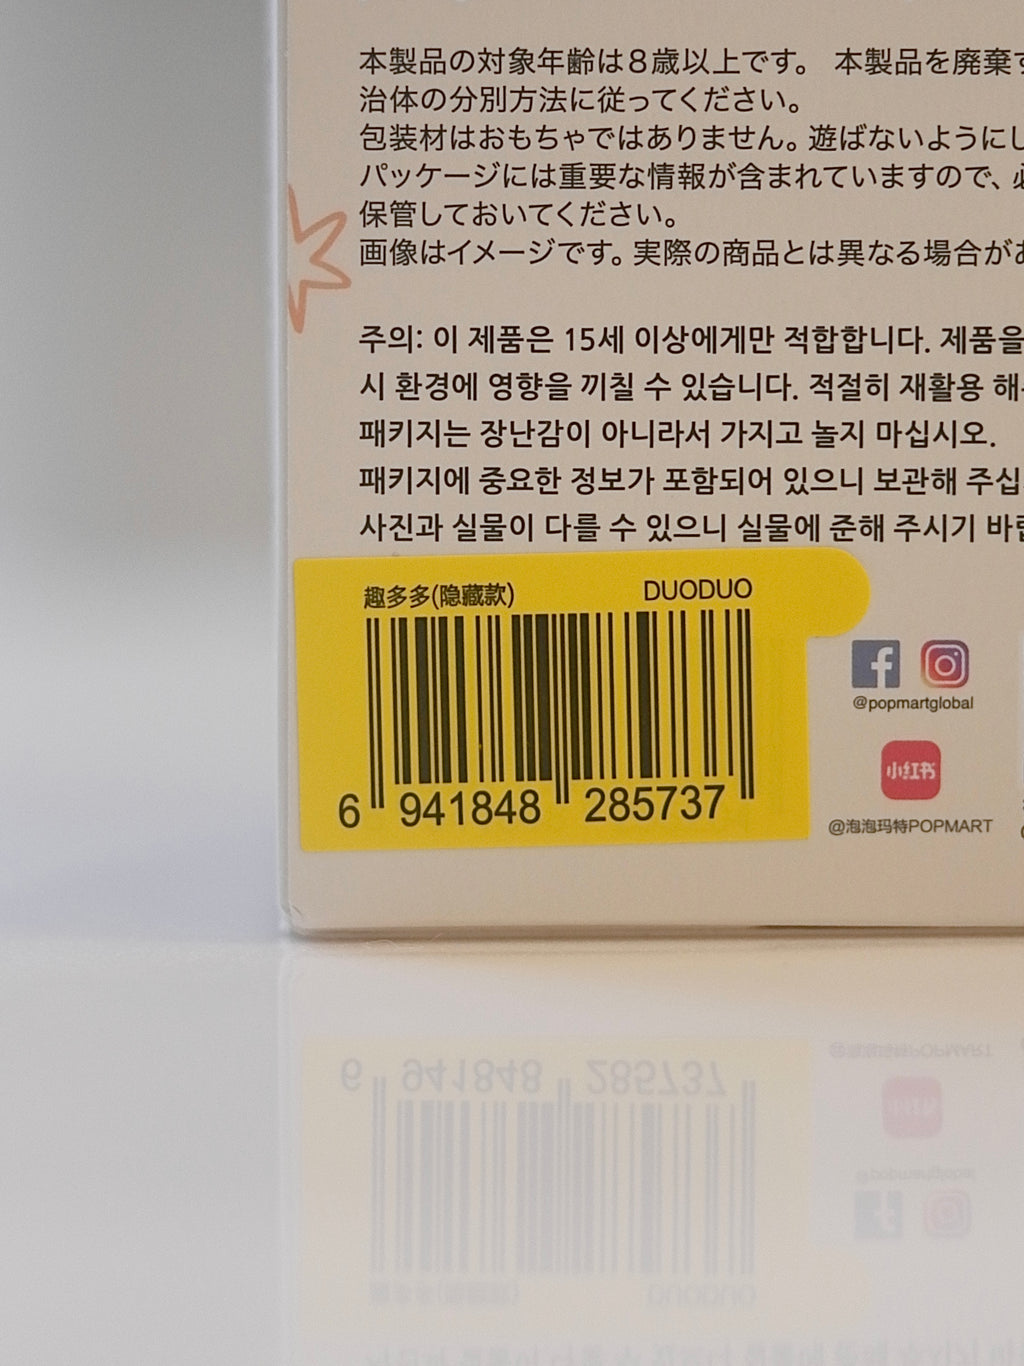 本製品の対象年齢は8歳以上です。 本製品を廃棄す
治体の分別方法に従ってください。
包装材はおもちゃではありません。遊ばないようにし
パッケージには重要な情報が含まれていますので、必
保管しておいてください。
画像はイメージです。実際の商品とは異なる場合があ
주의: 이 제품은 15세 이상에게만 적합합니다. 제품을
시 환경에 영향을 끼칠 수 있습니다. 적절히 재활용 해
패키지는 장난감이 아니라서 가지고 놀지 마십시오.
패키지에 중요한 정보가 포함되어 있으니 보관해 주십
사진과 실물이 다를 수 있으니 실물에 준해 주시기 바랍
趣多多(隐藏款) DUODUO
6 941848 285737
@popmartglobal
小红书
@泡泡玛特POPMART